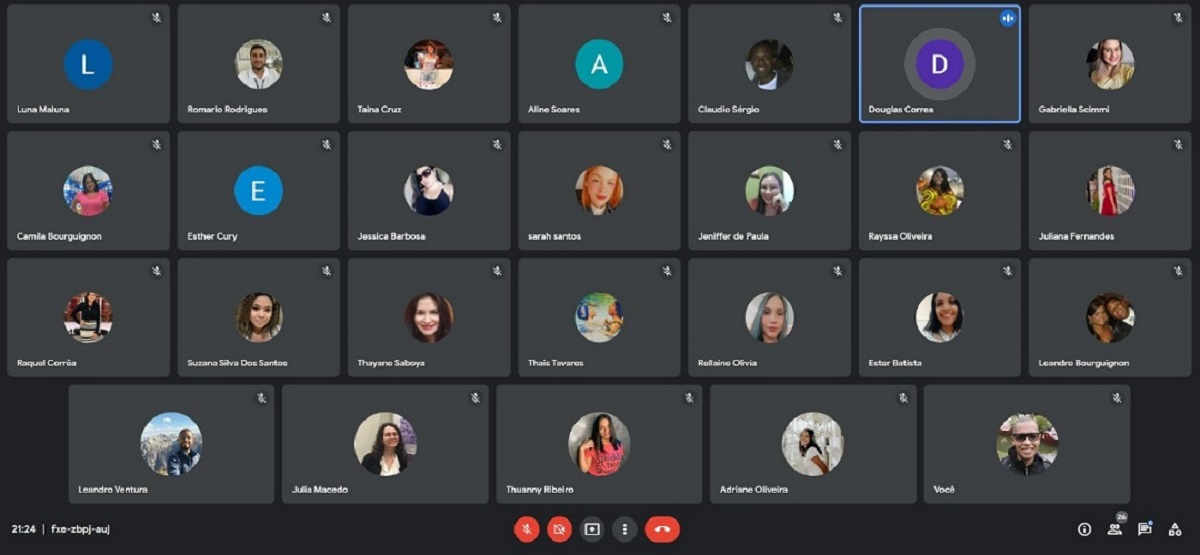 L
A
D
Luna Maluna
Romario Rodrigues
Taina Cruz
Aline Soares
Claudio Sérgio
Douglas Correa
Gabriella Scimmi
E
Camila Bourguignon
Esther Cury
Jessica Barbosa
sarah santos
Jeniffer de Paula
Rayssa Oliveira
Juliana Fernandes
Raquel Corrêa
Suzana Silva Dos Santos
Thayane Saboya
Thaís Tavares
Rollaine Olivia
Ester Batista
Leandro Bourguignon
Leandro Ventura
Julia Macedo
Thuanny Ribeiro
Adriane Oliveira
Você
21:24 | fxe-zbpj-auj
26